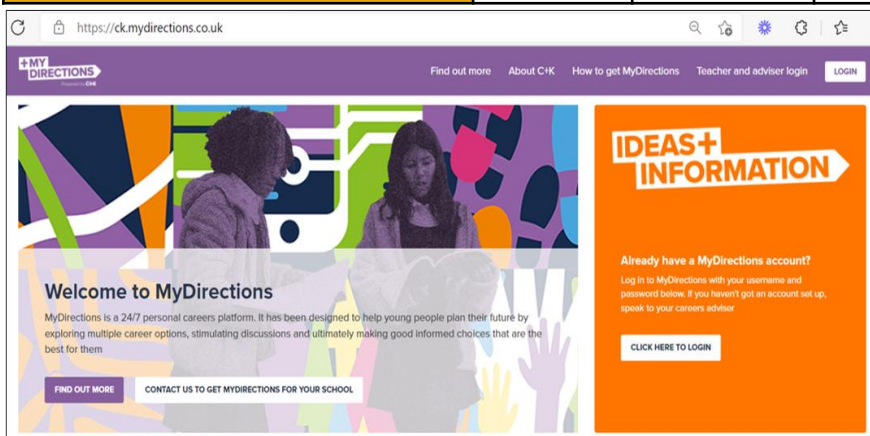 https://ck.mydirections.co.uk
+MY
DIRECTIONS
Powered by C+K
Find out more
About C+K
How to get MyDirections
Teacher and adviser login
LOGIN
IDEAS+
INFORMATION
Welcome to MyDirections
MyDirections is a 24/7 personal careers platform. It has been designed to help young people plan their future by
exploring multiple career options, stimulating discussions and ultimately making good informed choices that are the
best for them
FIND OUT MORE
CONTACT US TO GET MYDIRECTIONS FOR YOUR SCHOOL
Already have a MyDirections account?
Log in to MyDirections with your username and
password below. If you haven't got an account set up,
speak to your careers adviser
CLICK HERE TO LOGIN